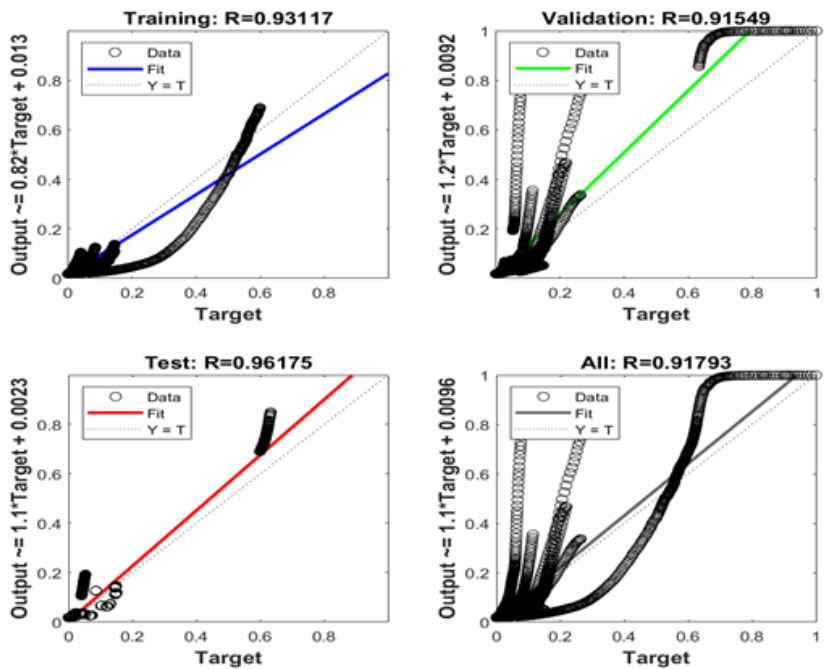 Training: R=0.93117
Output ~= 0.82*Target + 0.013
Data
Fit
Y = T
0.8
0.6
0.4
0.2
0
0 0.2 0.4 0.6 0.8
Target
Validation: R=0.91549
Output ~= 1.2*Target + 0.0092
Data
Fit
Y = T
1
0.8
0.6
0.4
0.2
0.2 0.4 0.6 0.8 1
Target
Test: R=0.96175
Output ~= 1.1*Target + 0.0023
Data
Fit
Y = T
0.8
0.6
0.4
0.2
0
0 0.2 0.4 0.6 0.8
Target
All: R=0.91793
Output ~= 1.1*Target + 0.0096
Data
Fit
Y = T
1
0.8
0.6
0.4
0.2
0
0 0.2 0.4 0.6 0.8 1
Target